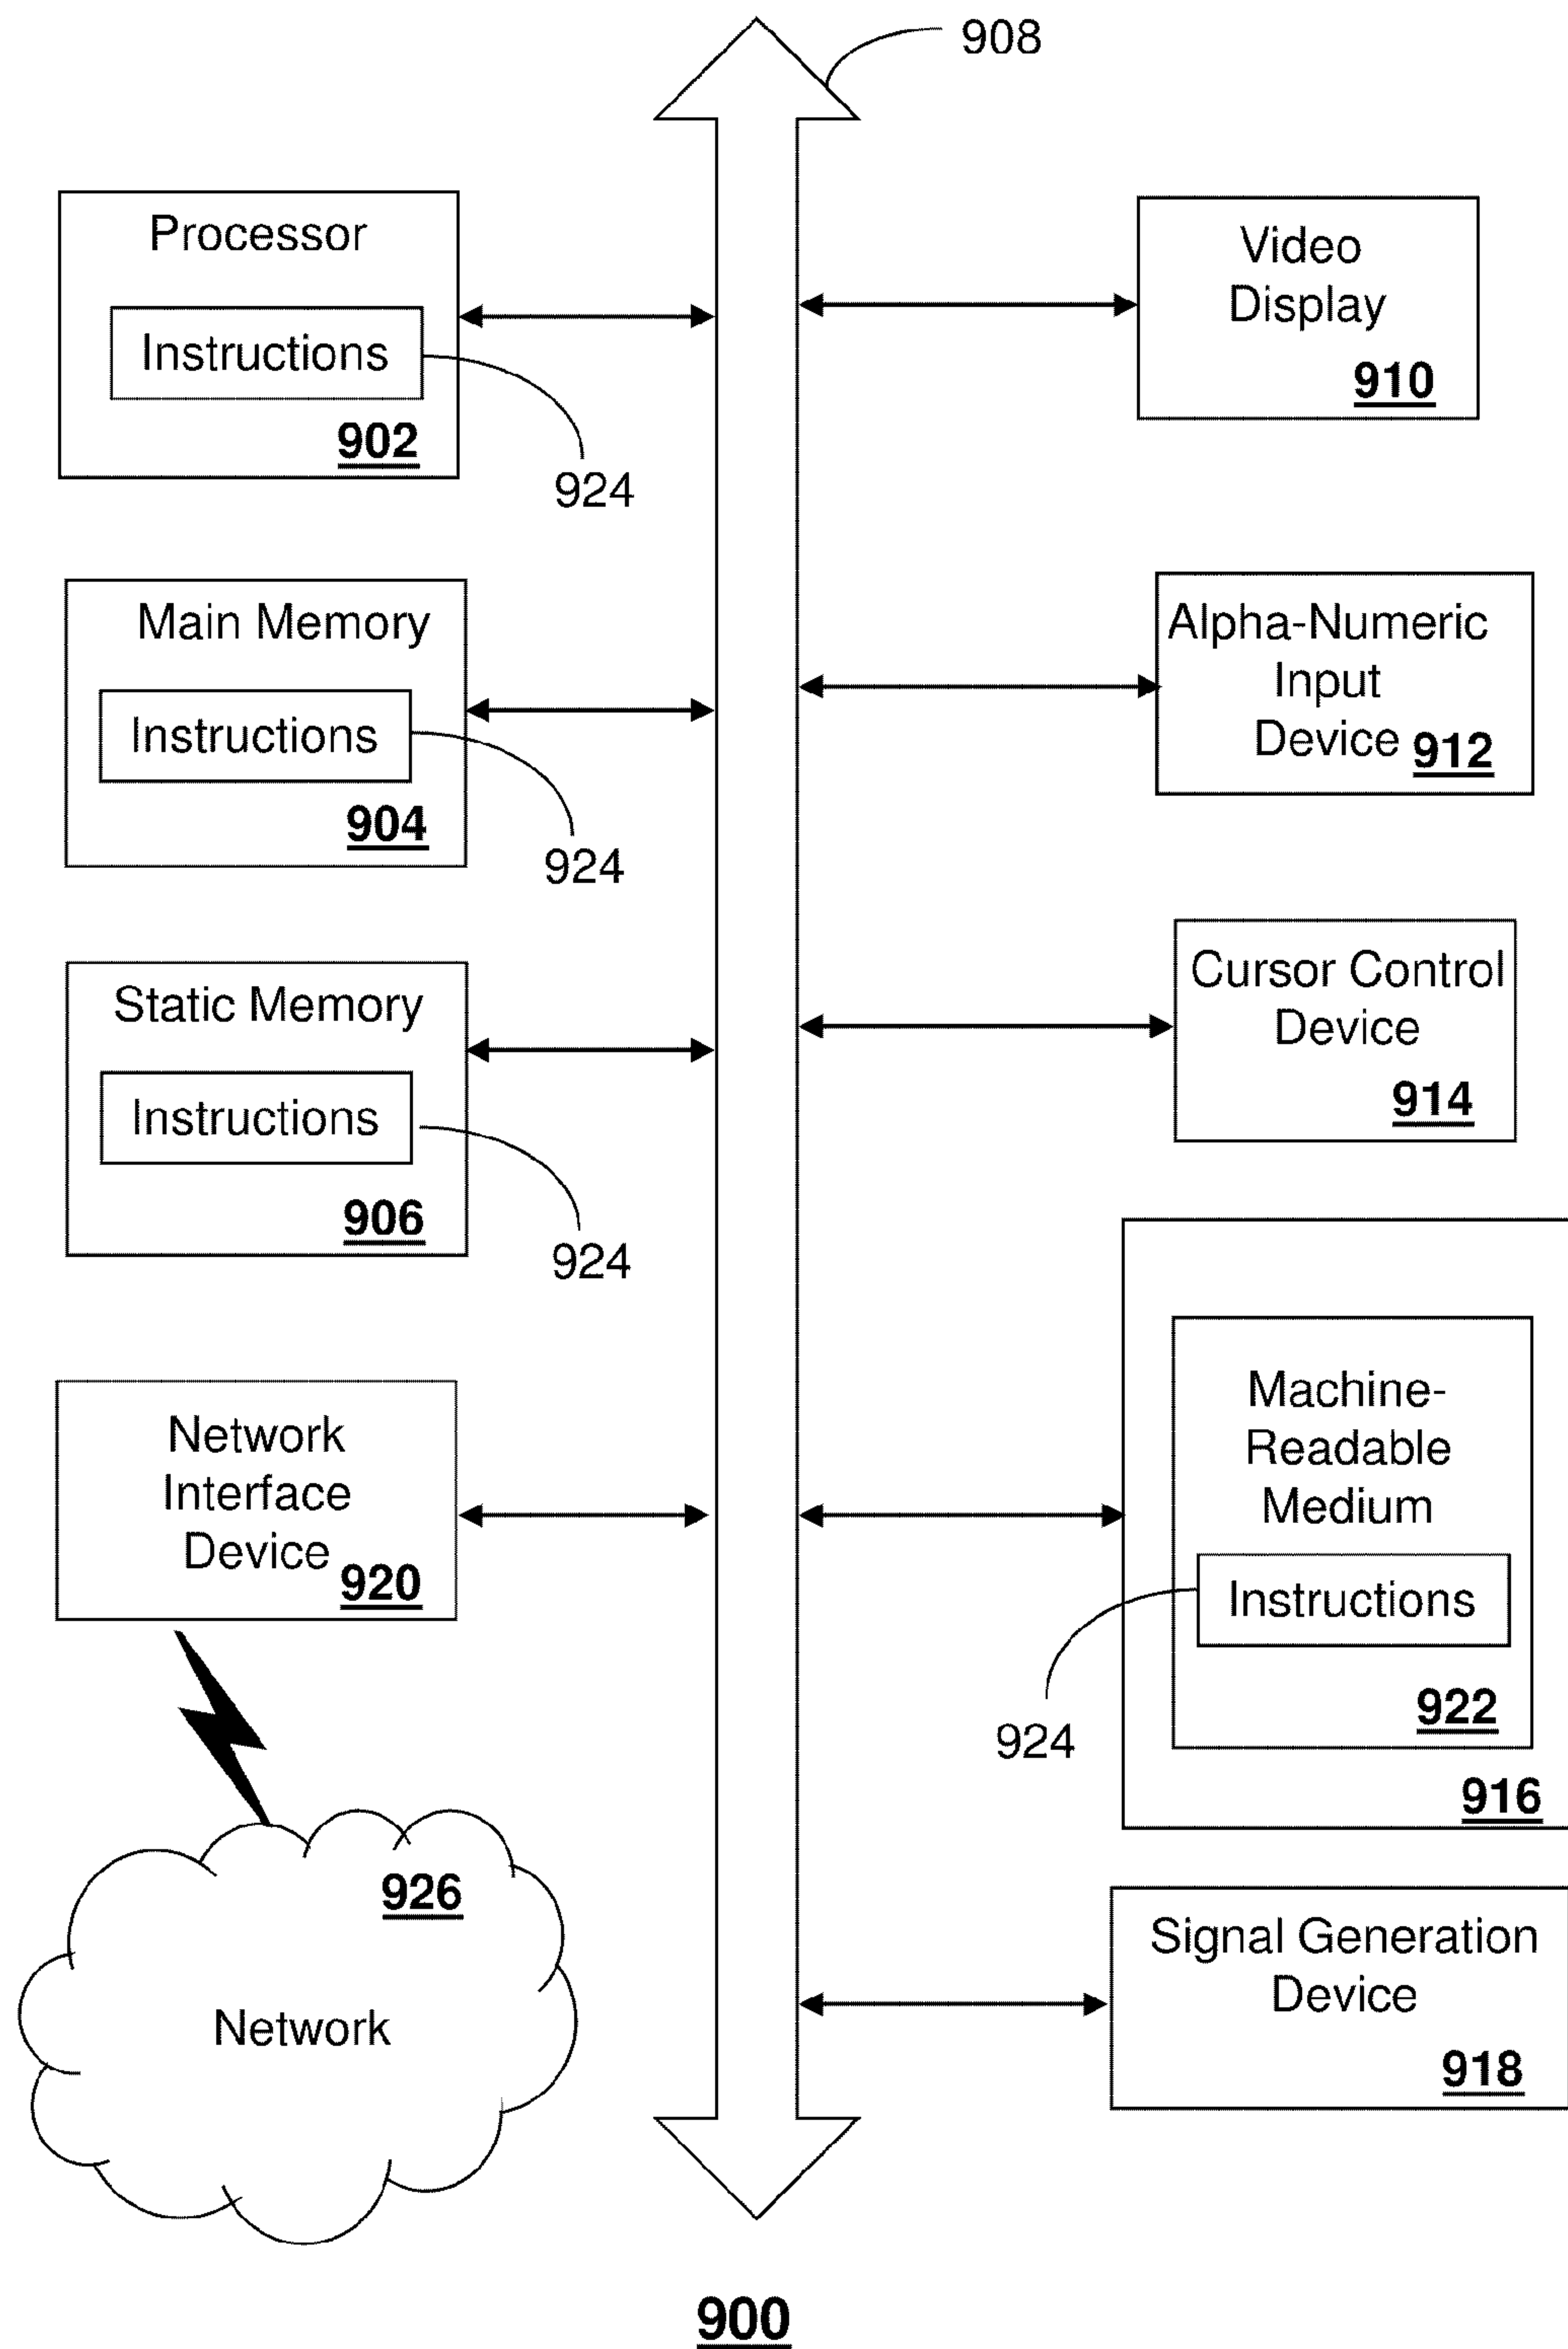 908
Processor
Instructions
902
924
Main Memory
Instructions
904
924
Static Memory
Instructions
906
924
Network
Interface
Device
920
926
Network
Video
Display
910
Alpha-Numeric
Input
Device 912
Cursor Control
Device
914
Machine-
Readable
Medium
Instructions
924
922
916
Signal Generation
Device
918
900